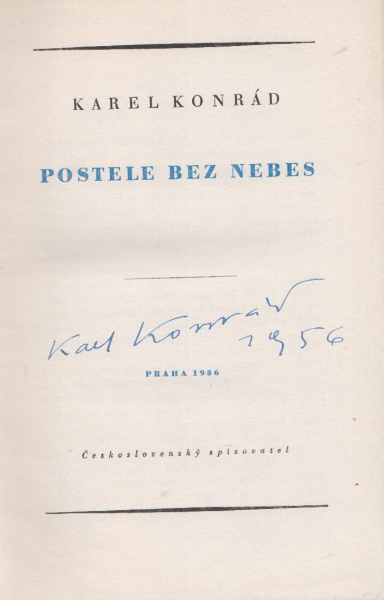 KAREL KONRÁD
POSTELE BEZ NEBES
Karel Konrád
1956
PRAHA 1956
Československý spisovatel